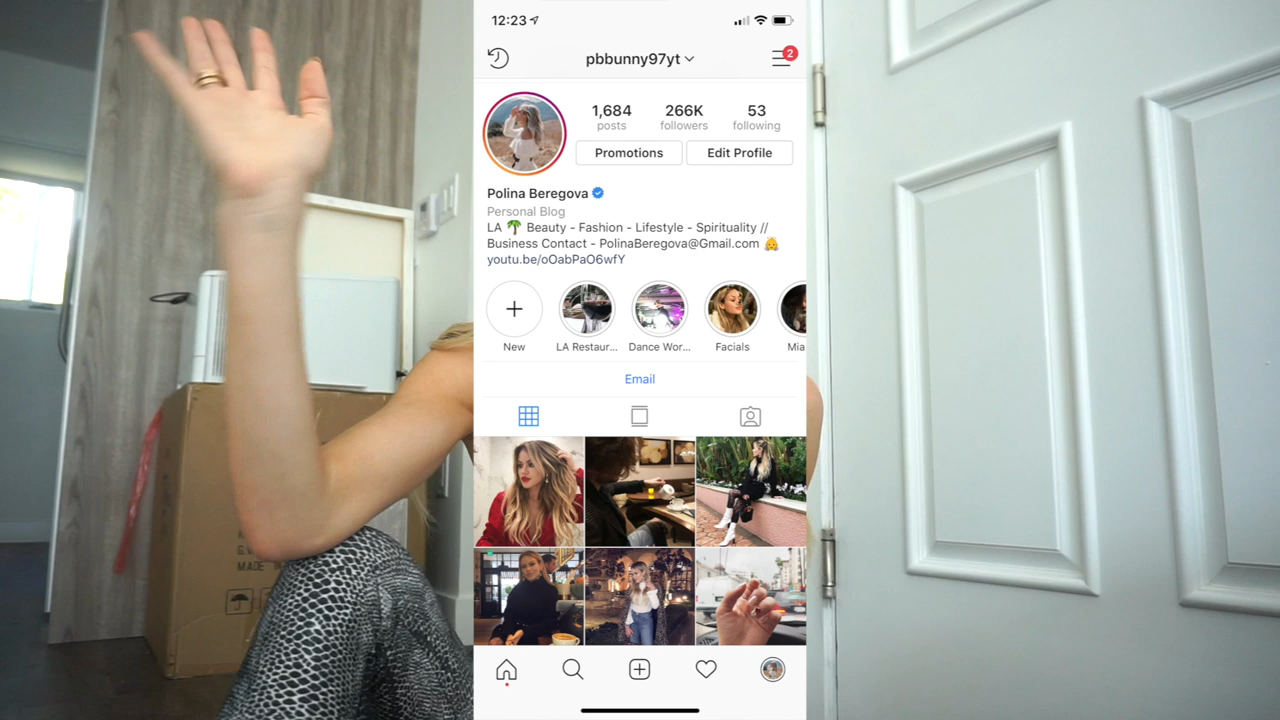 12:23
pbbunny97yt
2
1,684
posts
266K
followers
53
following
Promotions
Edit Profile
Polina Beregova
Personal Blog
LA 🌴 Beauty - Fashion - Lifestyle - Spirituality //
Business Contact - PolinaBeregova@Gmail.com 👸
youtu.be/oOabPaO6wfY
New
LA Restaur...
Dance Wor...
Facials
Mia
Email
MADE IN